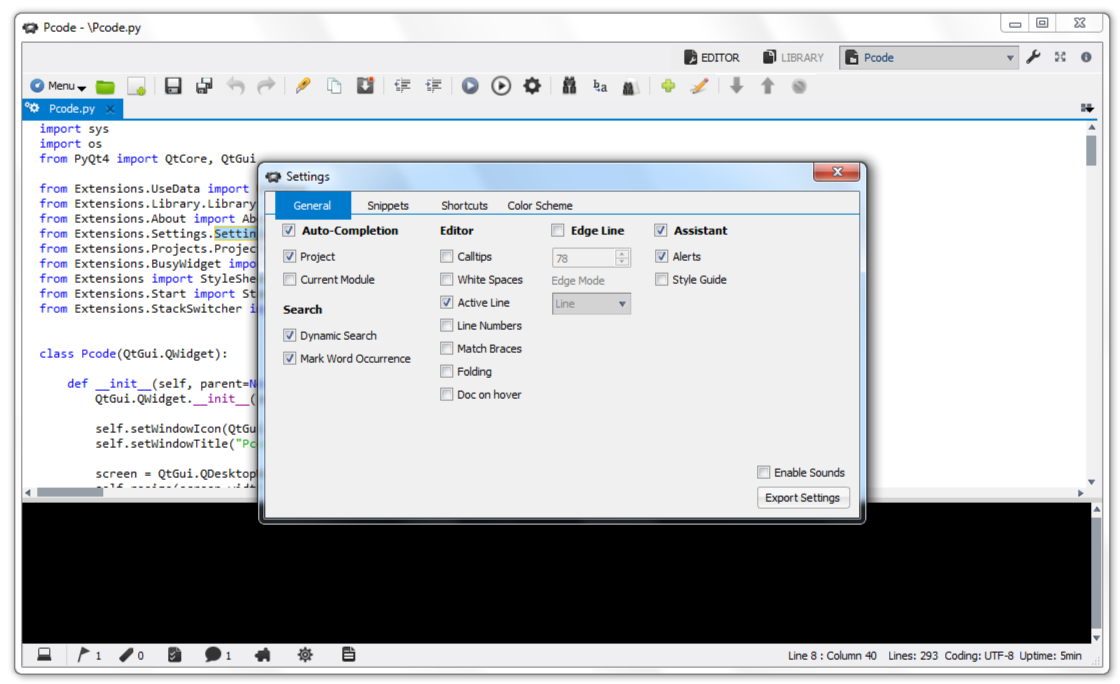 Pcode - \Pcode.py
EDITOR LIBRARY Pcode
Menu
Pcode.py
import sys
import os
from PyQt4 import QtCore, QtGui
from Extensions.UseData import
from Extensions.Library.Library
from Extensions.About import Ab
from Extensions.Settings.Settin
from Extensions.Projects.Projec
from Extensions.BusyWidget impo
from Extensions import StyleShe
from Extensions.Start import St
from Extensions.StackSwitcher i
class Pcode(QtGui.QWidget):
def __init__(self, parent=N
QtGui.QWidget.__init__(
self.setWindowIcon(QtGu
self.setWindowTitle("Pc
screen = QtGui.QDesktop
Settings
General Snippets Shortcuts Color Scheme
Auto-Completion
Project
Current Module
Search
Dynamic Search
Mark Word Occurrence
Editor
Calltips
White Spaces
Active Line
Line Numbers
Match Braces
Folding
Doc on hover
Edge Line
78
Edge Mode
Line
Assistant
Alerts
Style Guide
Enable Sounds
Export Settings
1 0 1 Line 8 : Column 40 Lines: 293 Coding: UTF-8 Uptime: 5min